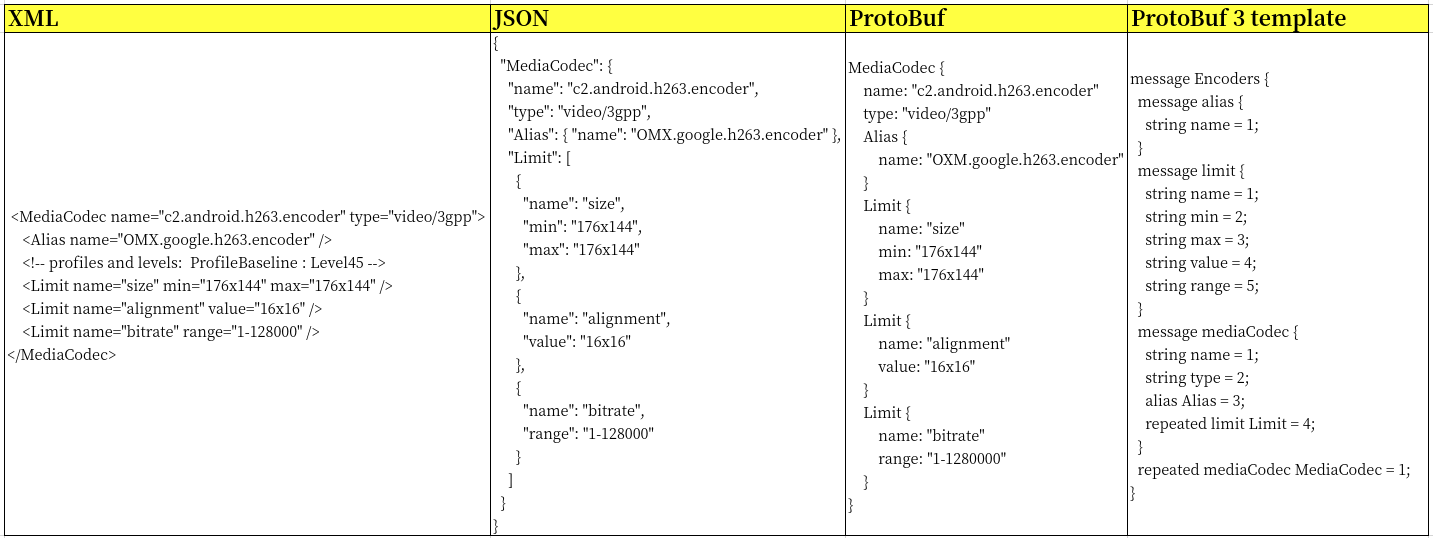 XML
<MediaCodec name="c2.android.h263.encoder" type="video/3gpp">
<Alias name="OMX.google.h263.encoder" />
<!-- profiles and levels:  ProfileBaseline : Level45 -->
<Limit name="size" min="176x144" max="176x144" />
<Limit name="alignment" value="16x16" />
<Limit name="bitrate" range="1-128000" />
</MediaCodec>
JSON
{
"MediaCodec": {
"name": "c2.android.h263.encoder",
"type": "video/3gpp",
"Alias": { "name": "OMX.google.h263.encoder" },
"Limit": [
{
"name": "size",
"min": "176x144",
"max": "176x144"
},
{
"name": "alignment",
"value": "16x16"
},
{
"name": "bitrate",
"range": "1-128000"
}
]
}
}
ProtoBuf
MediaCodec {
name: "c2.android.h263.encoder"
type: "video/3gpp"
Alias {
name: "OXM.google.h263.encoder"
}
Limit {
name: "size"
min: "176x144"
max: "176x144"
}
Limit {
name: "alignment"
value: "16x16"
}
Limit {
name: "bitrate"
range: "1-1280000"
}
}
ProtoBuf 3 template
message Encoders {
message alias {
string name = 1;
}
message limit {
string name = 1;
string min = 2;
string max = 3;
string value = 4;
string range = 5;
}
message mediaCodec {
string name = 1;
string type = 2;
alias Alias = 3;
repeated limit Limit = 4;
}
repeated mediaCodec MediaCodec = 1;
}